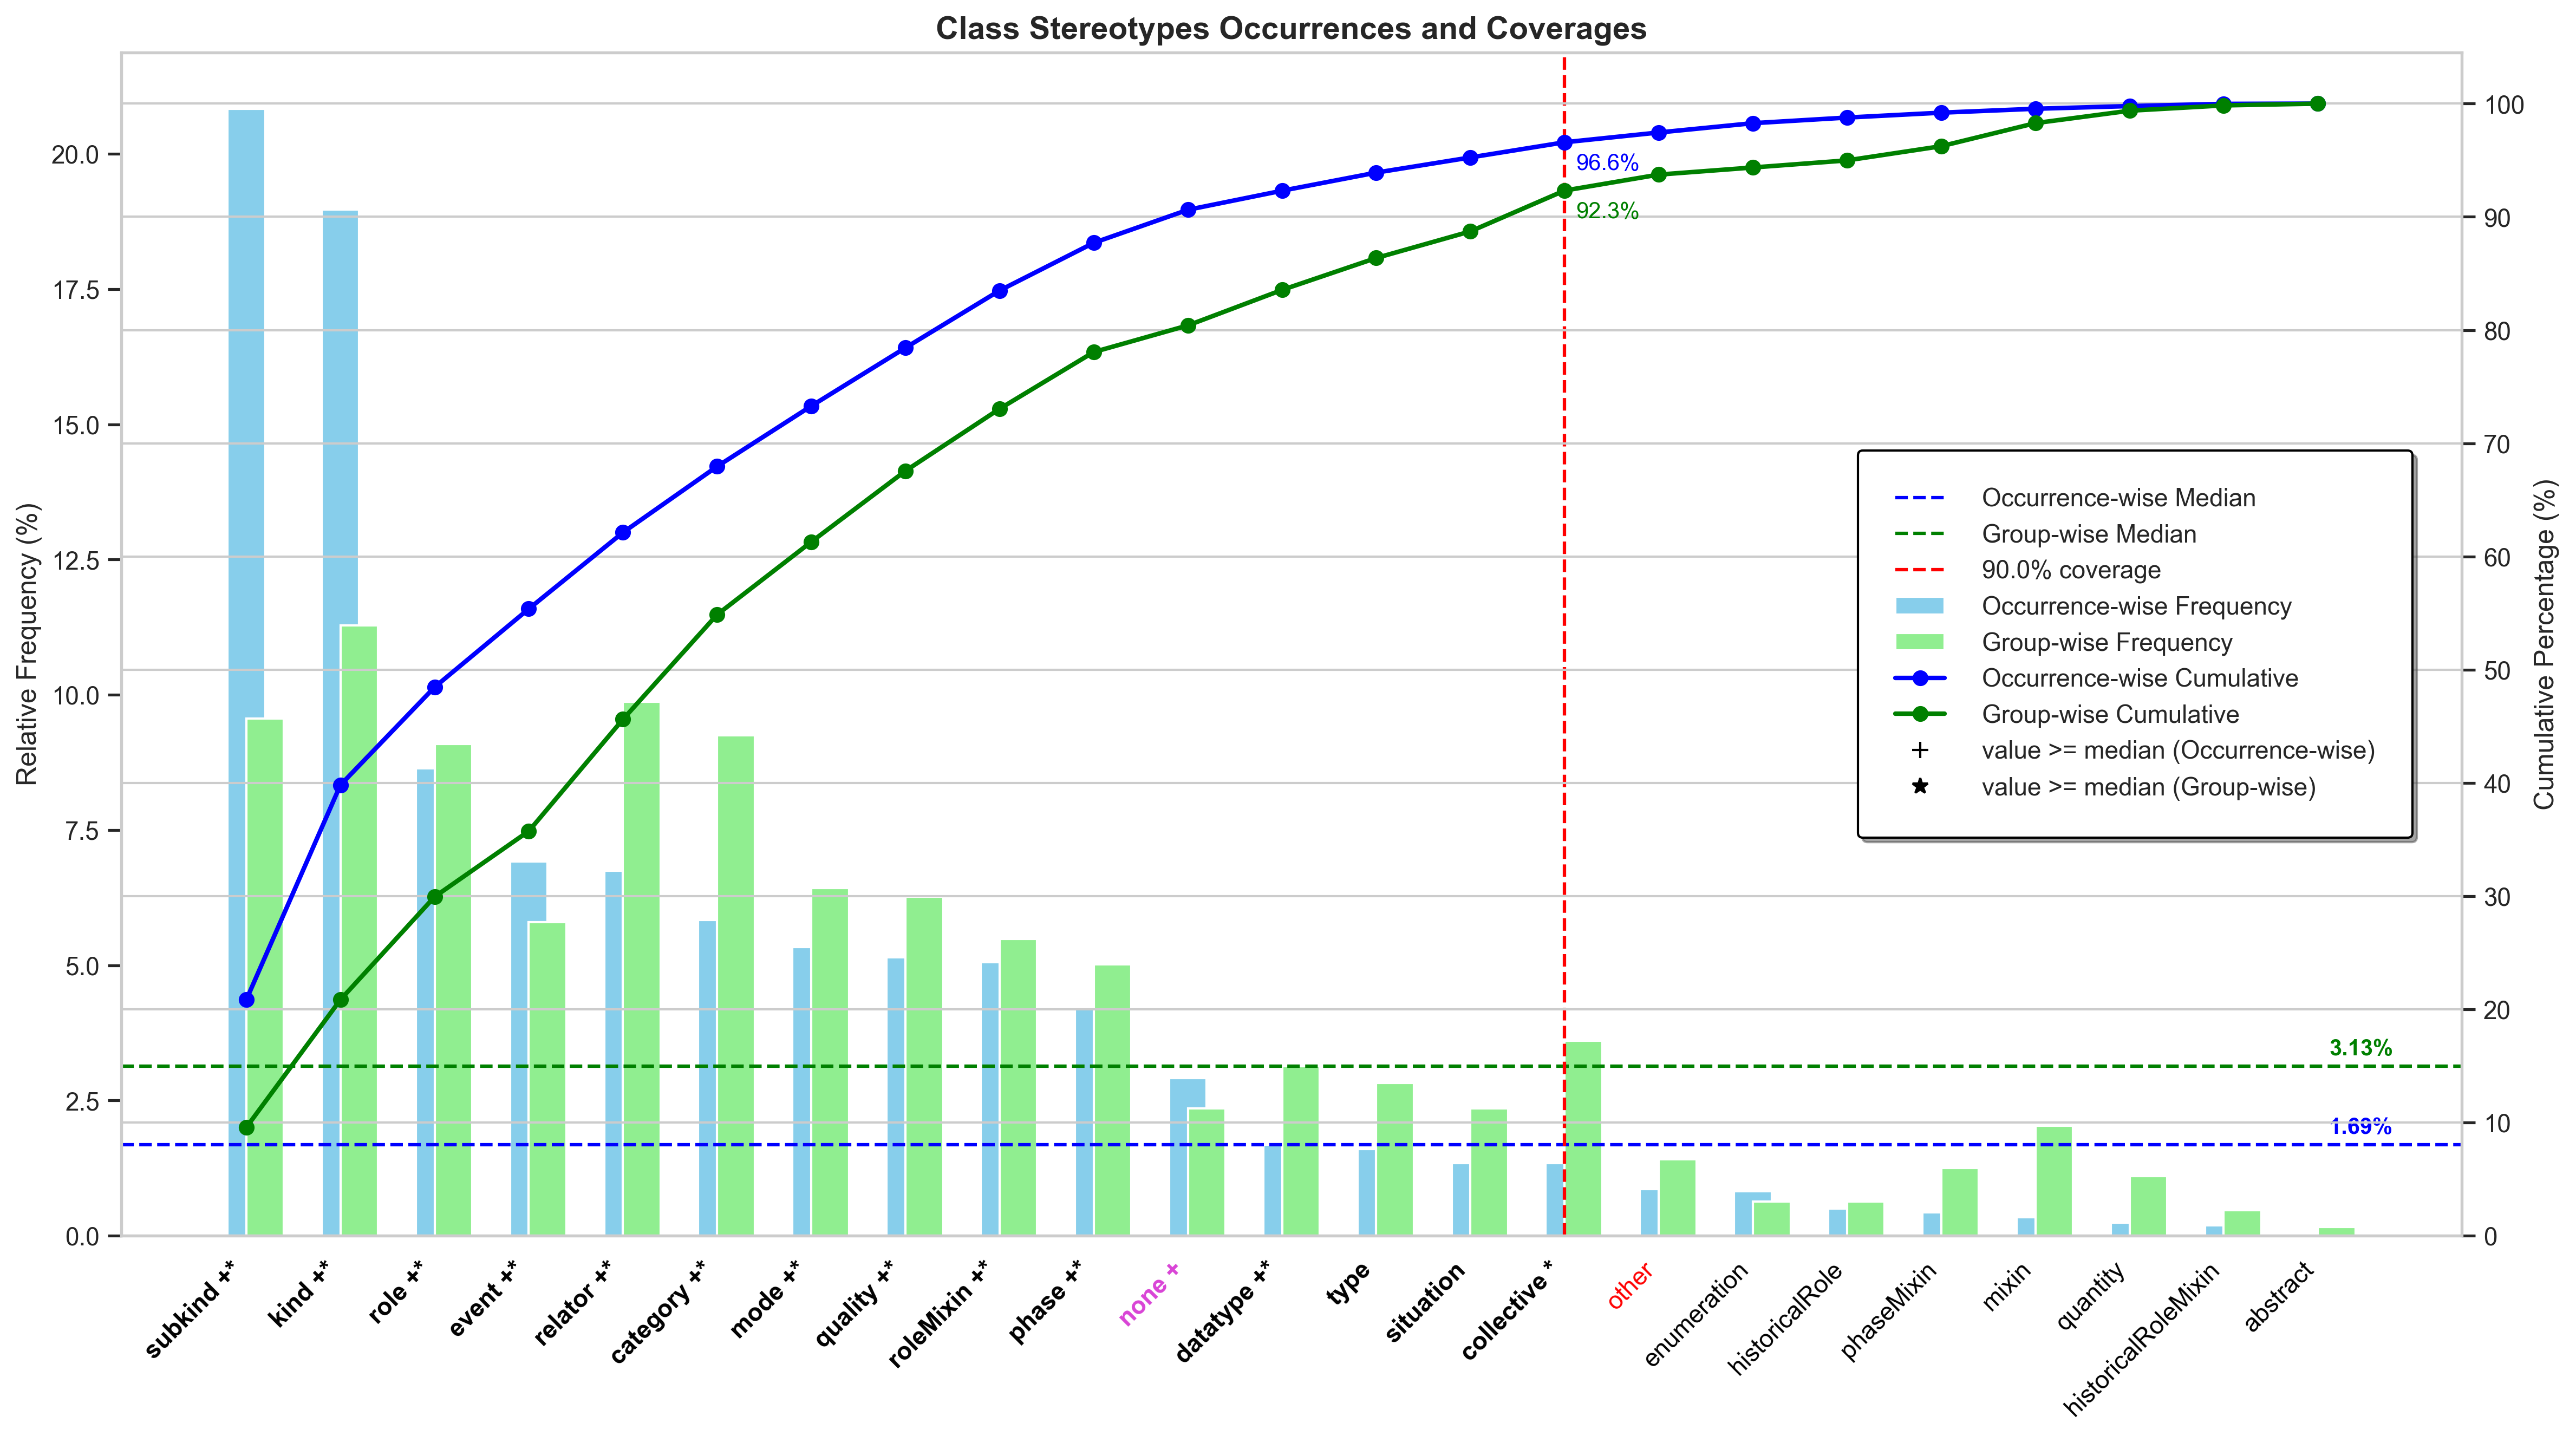 Class Stereotypes Occurrences and Coverages
Relative Frequency (%)
20.0
17.5
15.0
12.5
10.0
7.5
5.0
2.5
0.0
100
90
80
70
60
50
40
30
20
10
0
Cumulative Percentage (%)
96.6%
92.3%
Occurrence-wise Median
Group-wise Median
90.0% coverage
Occurrence-wise Frequency
Group-wise Frequency
Occurrence-wise Cumulative
Group-wise Cumulative
value >= median (Occurrence-wise)
value >= median (Group-wise)
3.13%
1.69%
subkind +*
kind +*
role +*
event +*
relator +*
category +*
mode +*
quality +*
roleMixin +*
phase +*
none +
datatype +*
type
situation
collective *
other
enumeration
historicalRole
phaseMixin
mixin
quantity
historicalRoleMixin
abstract